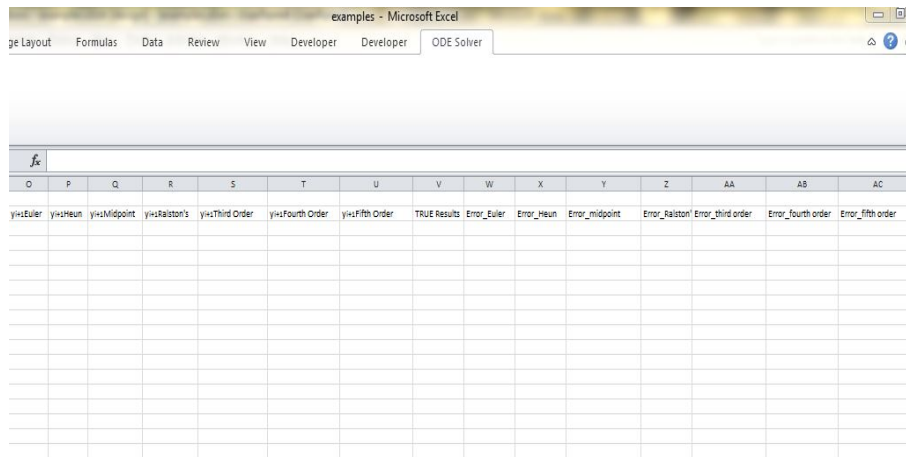 examples - Microsoft Excel
ge Layout Formulas Data Review View Developer Developer ODE Solver
fx
O P Q R S T U V W X Y Z AA AB AC
yi+1Euler yi+1Heun yi+1Midpoint yi+1Ralston's yi+1Third Order yi+1Fourth Order yi+1Fifth Order TRUE Results Error_Euler Error_Heun Error_midpoint Error_Ralston' Error_third order Error_fourth order Error_fifth order